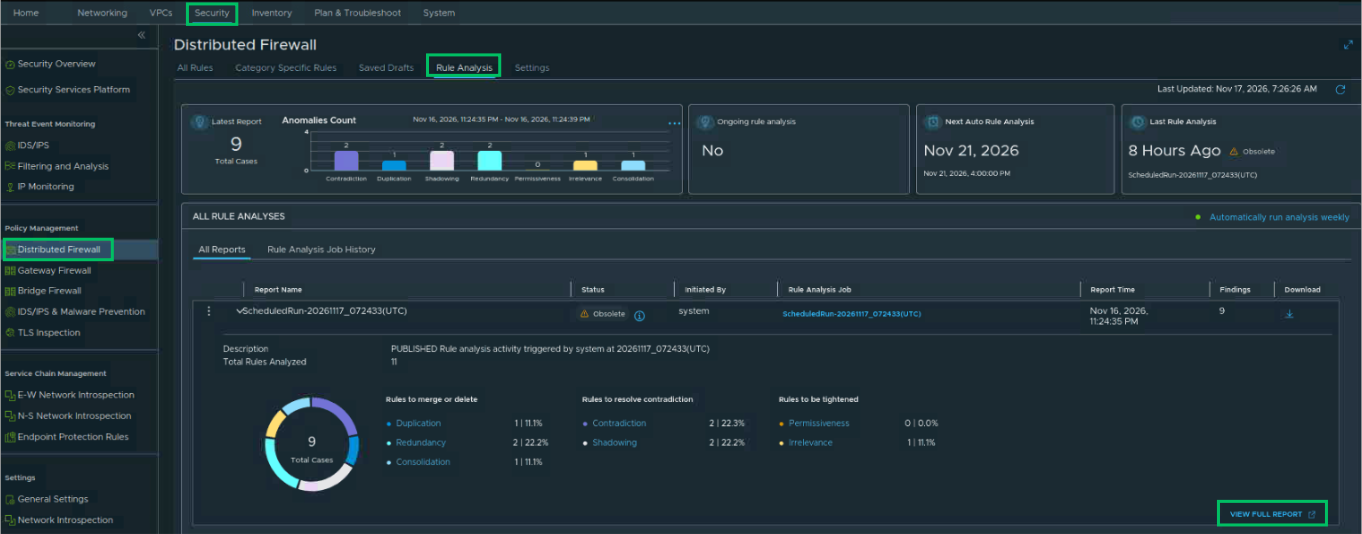 Home Networking VPCs Security Inventory Plan & Troubleshoot System
Security Overview
Security Services Platform
Threat Event Monitoring
IDS/IPS
Filtering and Analysis
IP Monitoring
Policy Management
Distributed Firewall
Gateway Firewall
Bridge Firewall
IDS/IPS & Malware Prevention
TLS Inspection
Service Chain Management
E-W Network Introspection
N-S Network Introspection
Endpoint Protection Rules
Settings
General Settings
Network Introspection
Distributed Firewall
All Rules Category Specific Rules Saved Drafts Rule Analysis Settings
Last Updated: Nov 17, 2026, 7:26:26 AM
Latest Report
9
Total Cases
Anomalies Count Nov 16, 2026, 11:24:35 PM - Nov 16, 2026, 11:24:39 PM
4
2 1 2 2 0 1 1
0
Contradiction Duplication Shadowing Redundancy Permissiveness Irrelevance Consolidation
Ongoing rule analysis
No
Next Auto Rule Analysis
Nov 21, 2026
Nov 21, 2026, 4:00:00 PM
Last Rule Analysis
8 Hours Ago Obsolete
ScheduledRun-20261117_072433(UTC)
ALL RULE ANALYSES Automatically run analysis weekly
All Reports Rule Analysis Job History
Report Name Status Initiated By Rule Analysis Job Report Time Findings Download
ScheduledRun-20261117_072433(UTC) Obsolete system ScheduledRun-20261117_072433(UTC) Nov 16, 2026, 9
11:24:35 PM
Description PUBLISHED Rule analysis activity triggered by system at 20261117_072433(UTC)
Total Rules Analyzed 11
9
Total Cases
Rules to merge or delete Rules to resolve contradiction Rules to be tightened
Duplication 1 | 11.1% Contradiction 2 | 22.3% Permissiveness 0 | 0.0%
Redundancy 2 | 22.2% Shadowing 2 | 22.2% Irrelevance 1 | 11.1%
Consolidation 1 | 11.1%
VIEW FULL REPORT